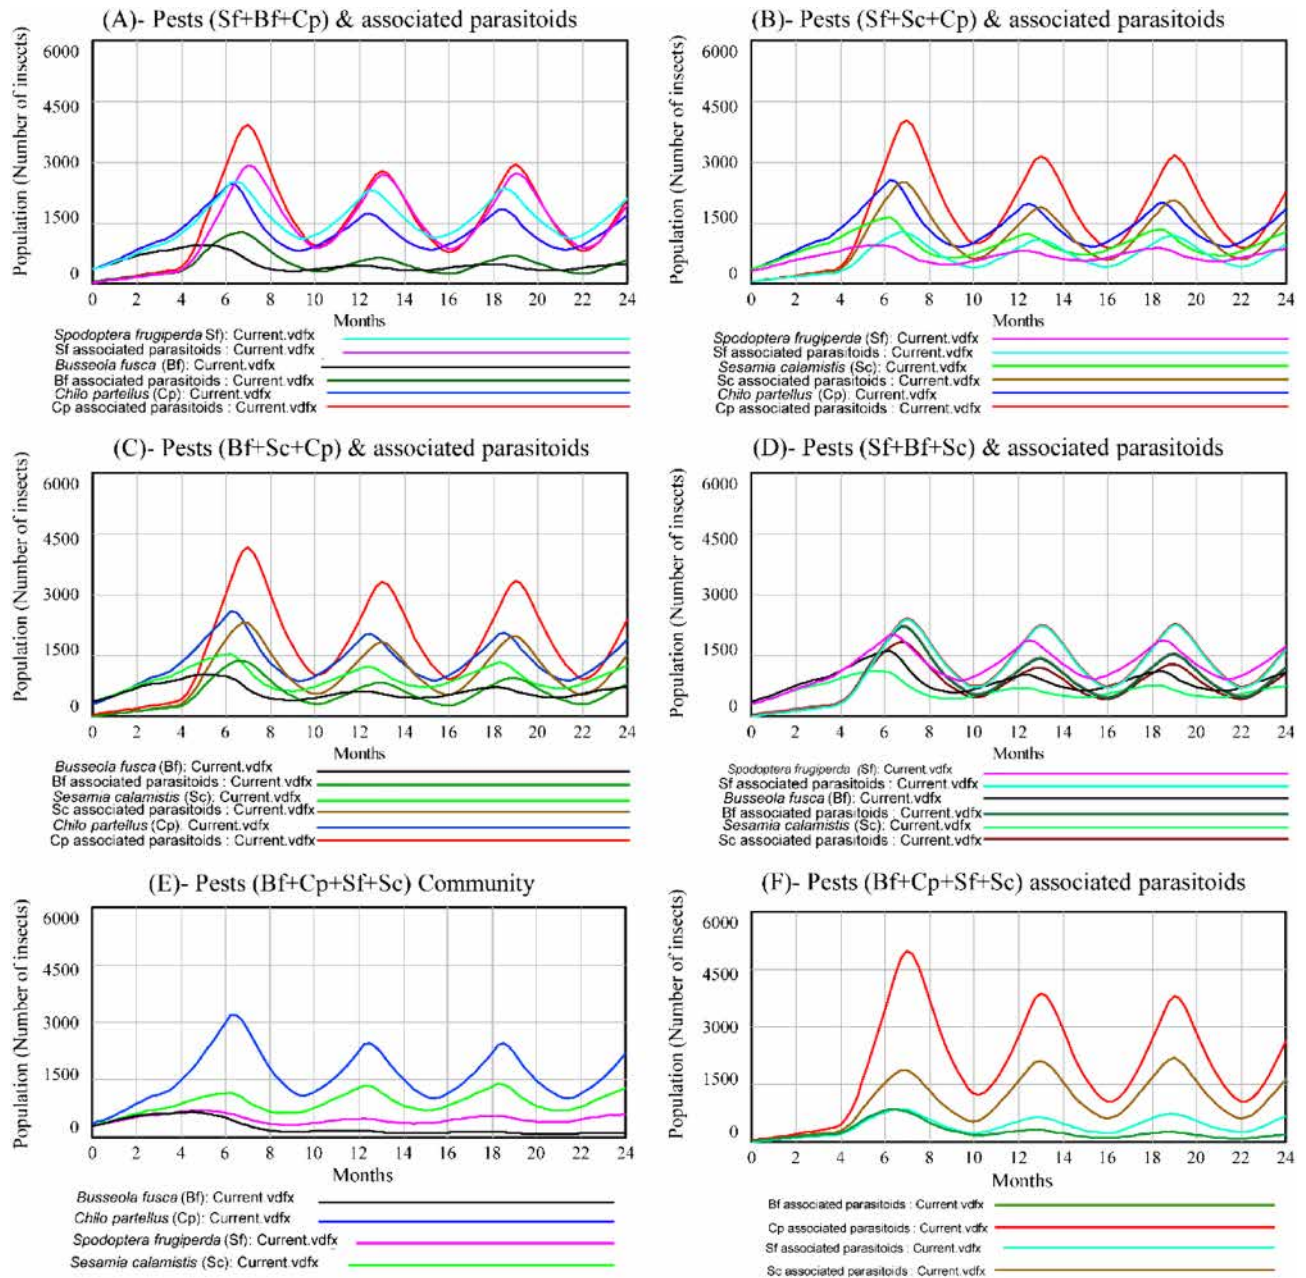 (A)- Pests (Sf+Bf+Cp) & associated parasitoids
Population (Number of insects)
6000
4500
3000
1500
0
0 2 4 6 8 10 12 14 16 18 20 22 24
Months
Spodoptera frugiperda Sf): Current.vdfx
Sf associated parasitoids : Current.vdfx
Busseola fusca (Bf): Current.vdfx
Bf associated parasitoids : Current.vdfx
Chilo partellus (Cp): Current.vdfx
Cp associated parasitoids : Current.vdfx
(B)- Pests (Sf+Sc+Cp) & associated parasitoids
Population (Number of insects)
6000
4500
3000
1500
0
0 2 4 6 8 10 12 14 16 18 20 22 24
Months
Spodoptera frugiperda (Sf): Current.vdfx
Sf associated parasitoids : Current.vdfx
Sesamia calamistis (Sc): Current.vdfx
Sc associated parasitoids : Current.vdfx
Chilo partellus (Cp): Current.vdfx
Cp associated parasitoids : Current.vdfx
(C)- Pests (Bf+Sc+Cp) & associated parasitoids
Population (Number of insects)
6000
4500
3000
1500
0
0 2 4 6 8 10 12 14 16 18 20 22 24
Months
Busseola fusca (Bf): Current.vdfx
Bf associated parasitoids : Current.vdfx
Sesamia calamistis (Sc): Current.vdfx
Sc associated parasitoids : Current.vdfx
Chilo partellus (Cp): Current.vdfx
Cp associated parasitoids : Current.vdfx
(D)- Pests (Sf+Bf+Sc) & associated parasitoids
Population (Number of insects)
6000
4500
3000
1500
0
0 2 4 6 8 10 12 14 16 18 20 22 24
Months
Spodoptera frugiperda (Sf): Current.vdfx
Sf associated parasitoids : Current.vdfx
Busseola fusca (Bf): Current.vdfx
Bf associated parasitoids : Current.vdfx
Sesamia calamistis (Sc): Current.vdfx
Sc associated parasitoids : Current.vdfx
(E)- Pests (Bf+Cp+Sf+Sc) Community
Population (Number of insects)
6000
4500
3000
1500
0
0 2 4 6 8 10 12 14 16 18 20 22 24
Months
Busseola fusca (Bf): Current vdfx
Chilo partellus (Cp): Current.vdfx
Spodoptera frugiperda (Sf): Current.vdfx
Sesamia calamistis (Sc): Current.vdfx
(F)- Pests (Bf+Cp+Sf+Sc) associated parasitoids
Population (Number of insects)
6000
4500
3000
1500
0
0 2 4 6 8 10 12 14 16 18 20 22 24
Months
Bf associated parasitoids : Current.vdfx
Cp associated parasitoids : Current.vdfx
Sf associated parasitoids : Current.vdfx
Sc associated parasitoids : Current.vdfx